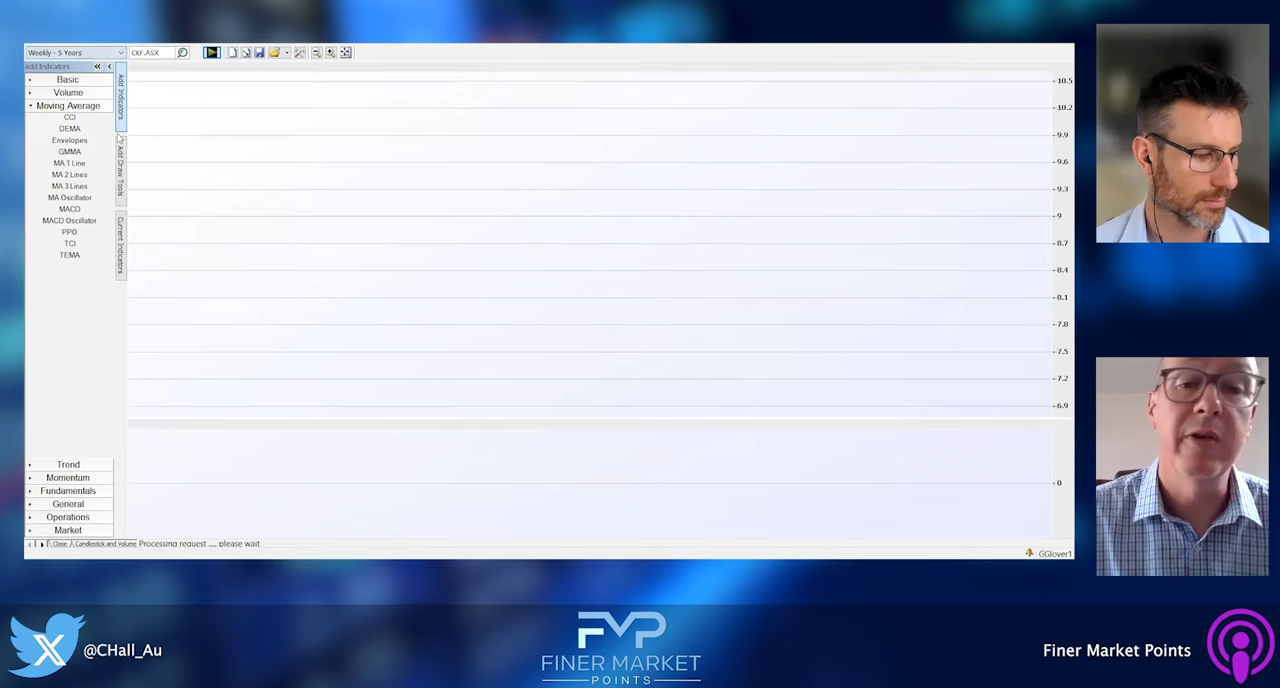 Weekly - 5 Years
CKF.ASX
Add Indicators
Basic
Volume
Moving Average
CCI
DEMA
Envelopes
GMMA
MA 1 Line
MA 2 Lines
MA 3 Lines
MA Oscillator
MACD
MACD Oscillator
PPO
TCI
TEMA
Trend
Momentum
Fundamentals
General
Operations
Market
Add Indicators
Add Draw Tools
Current Indicators
10.5
10.2
9.9
9.6
9.3
9
8.7
8.4
8.1
7.8
7.5
7.2
6.9
0
Close Candlestick and Volume Processing request .... please wait
GGlover1
@CHall_Au
FMP
FINER MARKET
POINTS
Finer Market Points